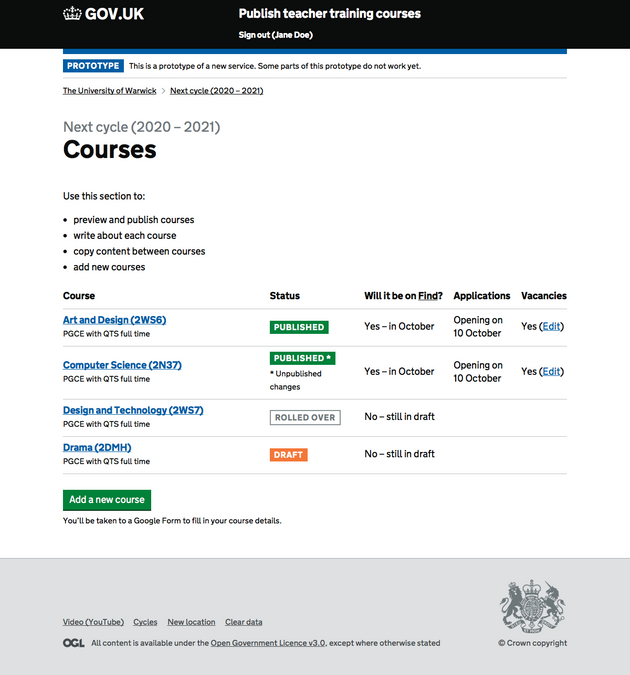 GOV.UK
Publish teacher training courses
Sign out (Jane Doe)
PROTOTYPE This is a prototype of a new service. Some parts of this prototype do not work yet.
The University of Warwick > Next cycle (2020 – 2021)
Next cycle (2020 – 2021)
Courses
Use this section to:
• preview and publish courses
• write about each course
• copy content between courses
• add new courses
Course Status Will it be on Find? Applications Vacancies
Art and Design (2WS6)
PGCE with QTS full time
PUBLISHED
Yes – in October
Opening on
10 October
Yes (Edit)
Computer Science (2N37)
PGCE with QTS full time
PUBLISHED *
* Unpublished
changes
Yes – in October
Opening on
10 October
Yes (Edit)
Design and Technology (2WS7)
PGCE with QTS full time
ROLLED OVER
No – still in draft
Drama (2DMH)
PGCE with QTS full time
DRAFT
No – still in draft
Add a new course
You'll be taken to a Google Form to fill in your course details.
Video (YouTube) Cycles New location Clear data
OGL All content is available under the Open Government Licence v3.0, except where otherwise stated
© Crown copyright